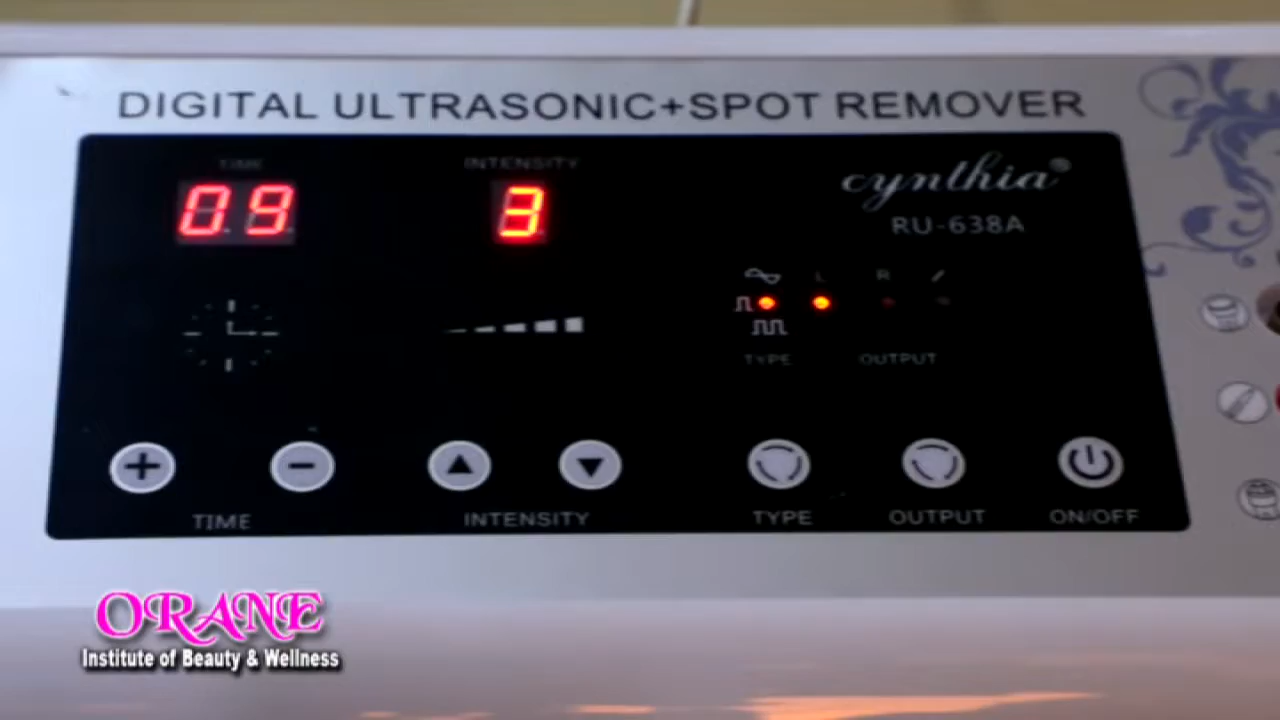 DIGITAL ULTRASONIC+SPOT REMOVER
TIME
INTENSITY
cynthia®
09
3
RU-638A
L
R
TYPE
OUTPUT
TIME
INTENSITY
TYPE
OUTPUT
ON/OFF
ORANE
Institute of Beauty & Wellness